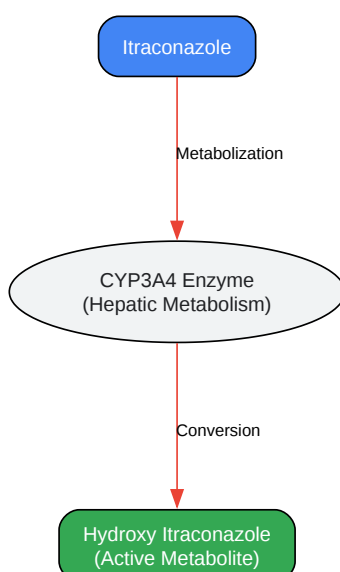 Itraconazole
Metabolization
CYP3A4 Enzyme
(Hepatic Metabolism)
Conversion
Hydroxy Itraconazole
(Active Metabolite)